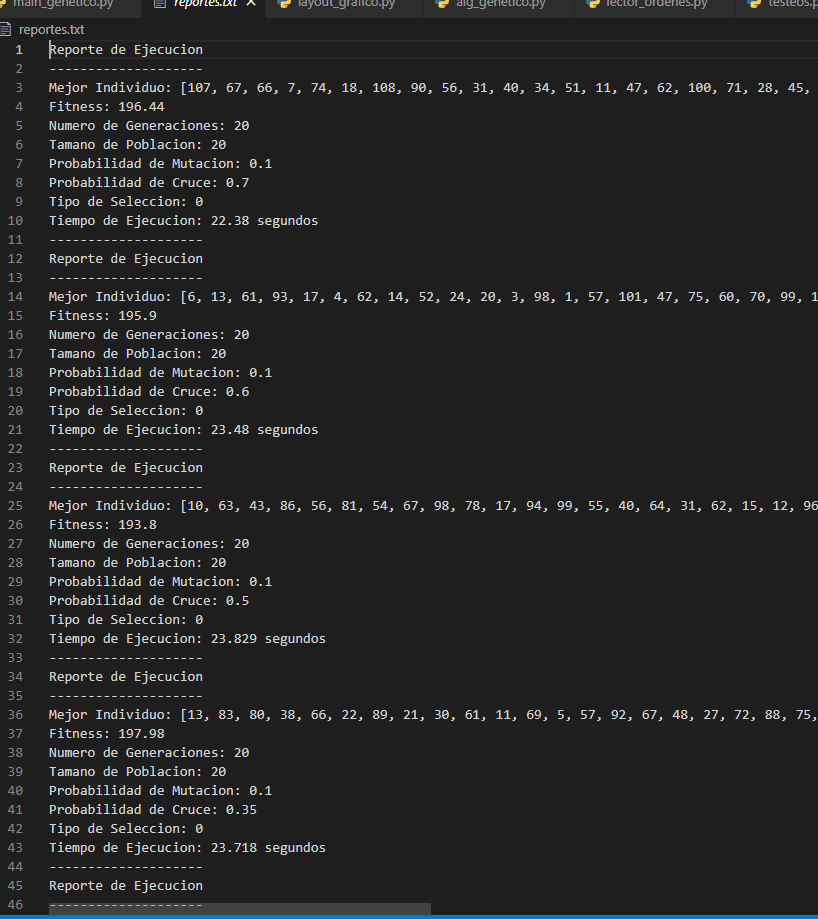 main_genetico.py reportes.txt layout_grafico.py alg_genetico.py lector_ordenes.py testeos.py
reportes.txt
1 Reporte de Ejecucion
2 --------------------
3 Mejor Individuo: [107, 67, 66, 7, 74, 18, 108, 90, 56, 31, 40, 34, 51, 11, 47, 62, 100, 71, 28, 45,
4 Fitness: 196.44
5 Numero de Generaciones: 20
6 Tamano de Poblacion: 20
7 Probabilidad de Mutacion: 0.1
8 Probabilidad de Cruce: 0.7
9 Tipo de Seleccion: 0
10 Tiempo de Ejecucion: 22.38 segundos
11 --------------------
12 Reporte de Ejecucion
13 --------------------
14 Mejor Individuo: [6, 13, 61, 93, 17, 4, 62, 14, 52, 24, 20, 3, 98, 1, 57, 101, 47, 75, 60, 70, 99, 1
15 Fitness: 195.9
16 Numero de Generaciones: 20
17 Tamano de Poblacion: 20
18 Probabilidad de Mutacion: 0.1
19 Probabilidad de Cruce: 0.6
20 Tipo de Seleccion: 0
21 Tiempo de Ejecucion: 23.48 segundos
22 --------------------
23 Reporte de Ejecucion
24 --------------------
25 Mejor Individuo: [10, 63, 43, 86, 56, 81, 54, 67, 98, 78, 17, 94, 99, 55, 40, 64, 31, 62, 15, 12, 96
26 Fitness: 193.8
27 Numero de Generaciones: 20
28 Tamano de Poblacion: 20
29 Probabilidad de Mutacion: 0.1
30 Probabilidad de Cruce: 0.5
31 Tipo de Seleccion: 0
32 Tiempo de Ejecucion: 23.829 segundos
33 --------------------
34 Reporte de Ejecucion
35 --------------------
36 Mejor Individuo: [13, 83, 80, 38, 66, 22, 89, 21, 30, 61, 11, 69, 5, 57, 92, 67, 48, 27, 72, 88, 75,
37 Fitness: 197.98
38 Numero de Generaciones: 20
39 Tamano de Poblacion: 20
40 Probabilidad de Mutacion: 0.1
41 Probabilidad de Cruce: 0.35
42 Tipo de Seleccion: 0
43 Tiempo de Ejecucion: 23.718 segundos
44 --------------------
45 Reporte de Ejecucion
46 --------------------